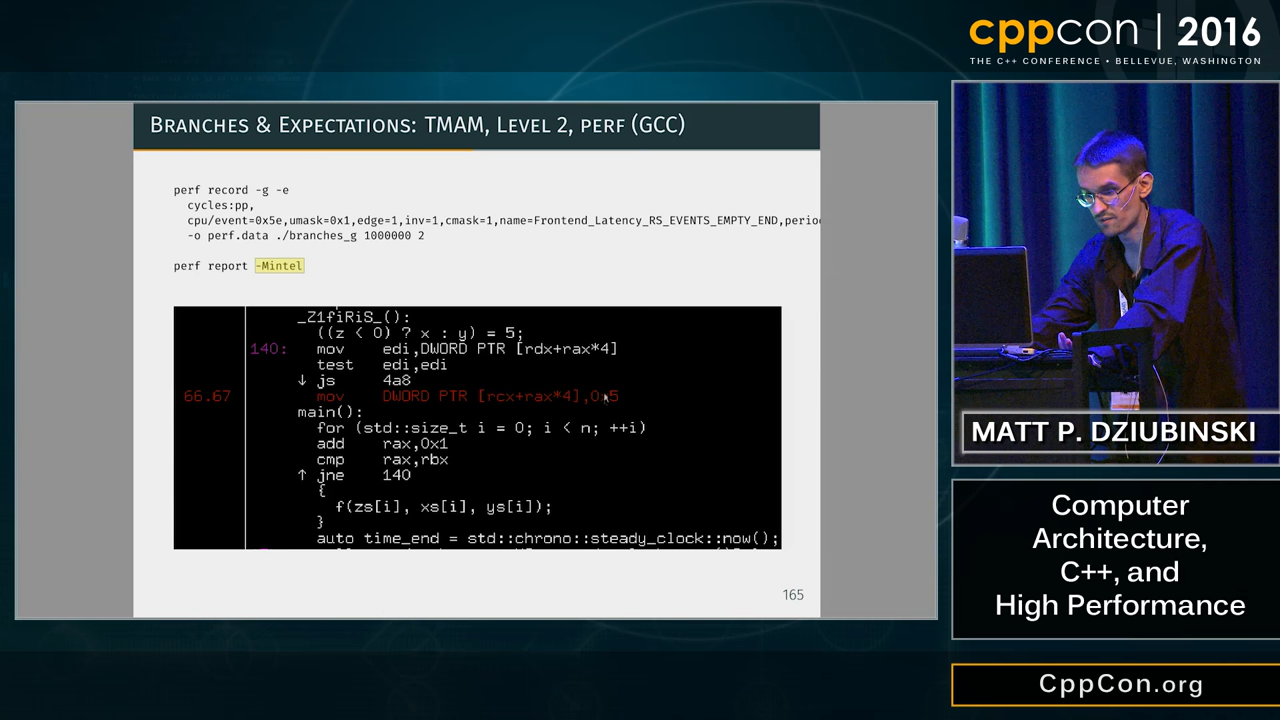 cppcon | 2016
THE C++ CONFERENCE • BELLEVUE, WASHINGTON
BRANCHES & EXPECTATIONS: TMAM, LEVEL 2, PERF (GCC)
perf record -g -e
cycles:pp,
cpu/event=0x5e,umask=0x1,edge=1,inv=1,cmask=1,name=Frontend_Latency_RS_EVENTS_EMPTY_END,perio
-o perf.data ./branches_g 1000000 2
perf report -Mintel
_Z1fiRiS_():
((z < 0) ? x : y) = 5;
140: mov edi,DWORD PTR [rdx+rax*4]
test edi,edi
↓ js 4a8
66.67 mov DWORD PTR [rcx+rax*4],0x5
main():
for (std::size_t i = 0; i < n; ++i)
add rax,0x1
cmp rax,rbx
↑ jne 140
{
f(zs[i], xs[i], ys[i]);
}
auto time_end = std::chrono::steady_clock::now();
165
MATT P. DZIUBINSKI
Computer
Architecture,
C++, and
High Performance
CppCon.org